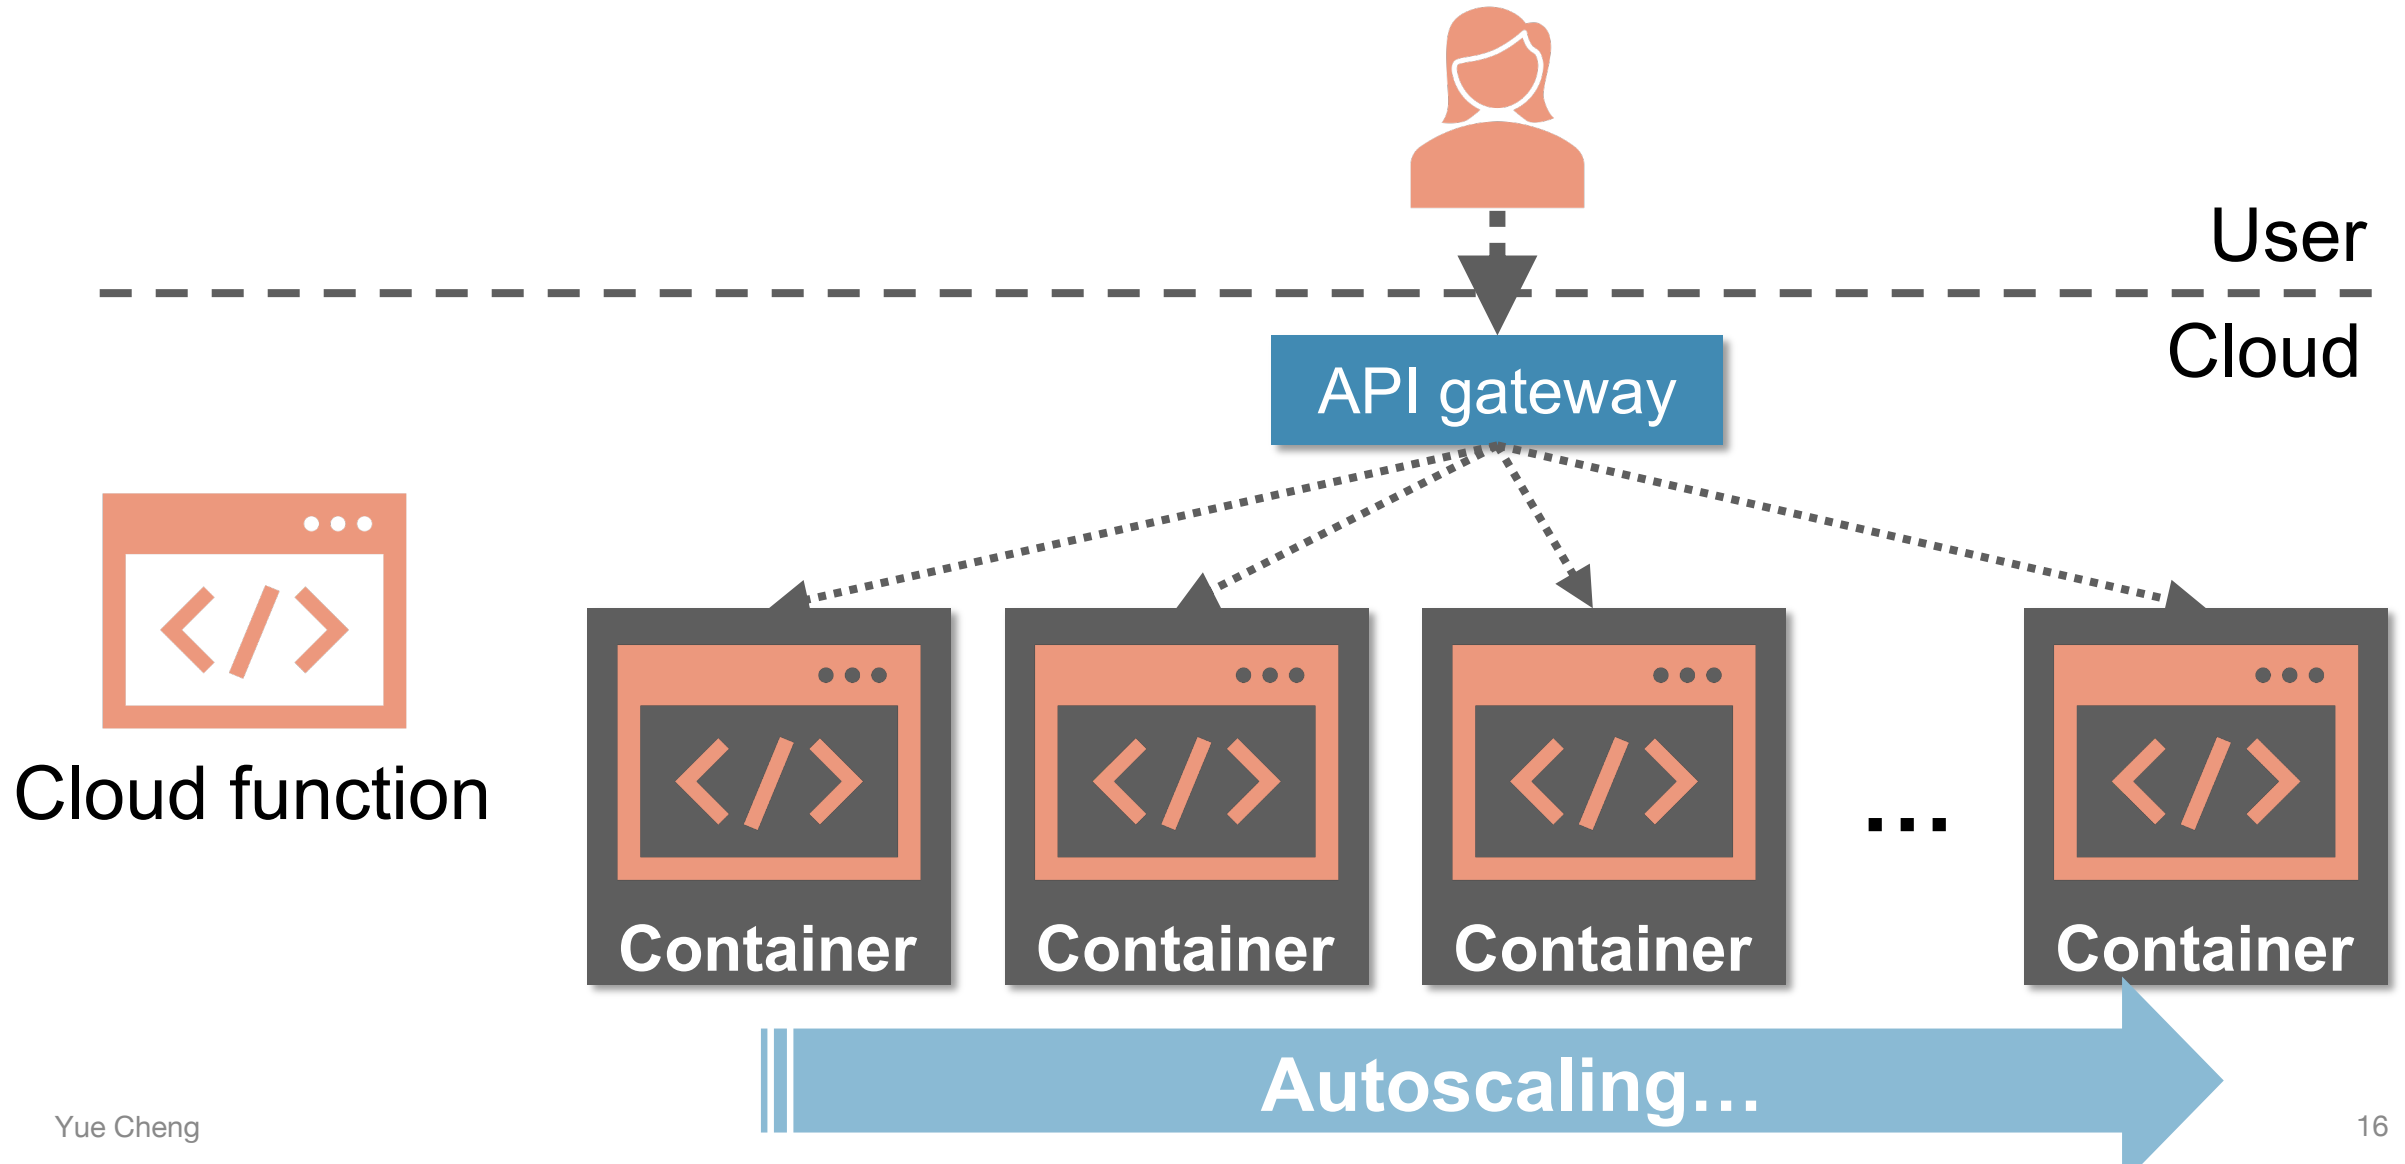 User
Cloud
API gateway
</>
Cloud function
</>
</>
</>
...
</>
Container
Container
Container
Container
Autoscaling...
Yue Cheng
16